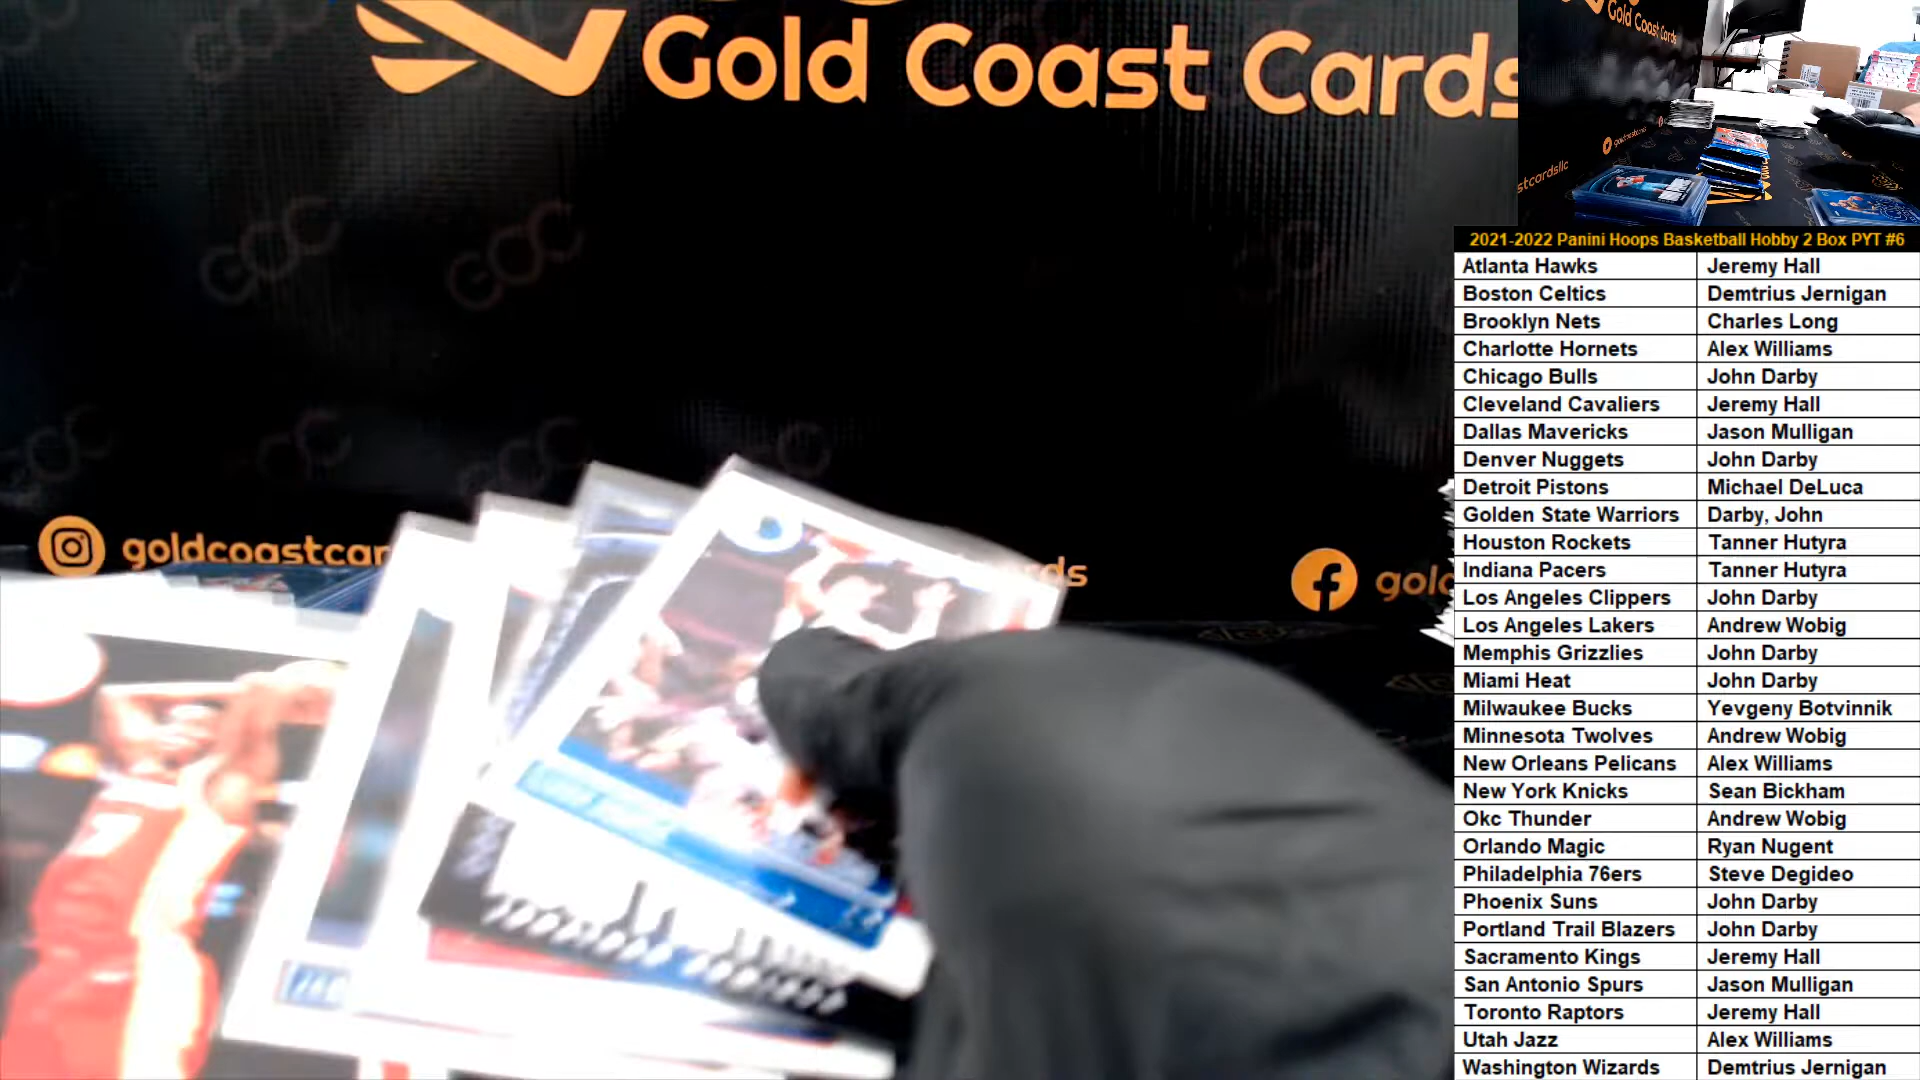 Gold Coast Cards
Gold Coast Cards
stcardsllc
goldcoastcar
ds
gold
2021-2022 Panini Hoops Basketball Hobby 2 Box PYT #6
Atlanta Hawks Jeremy Hall
Boston Celtics Demtrius Jernigan
Brooklyn Nets Charles Long
Charlotte Hornets Alex Williams
Chicago Bulls John Darby
Cleveland Cavaliers Jeremy Hall
Dallas Mavericks Jason Mulligan
Denver Nuggets John Darby
Detroit Pistons Michael DeLuca
Golden State Warriors Darby, John
Houston Rockets Tanner Hutyra
Indiana Pacers Tanner Hutyra
Los Angeles Clippers John Darby
Los Angeles Lakers Andrew Wobig
Memphis Grizzlies John Darby
Miami Heat John Darby
Milwaukee Bucks Yevgeny Botvinnik
Minnesota Twolves Andrew Wobig
New Orleans Pelicans Alex Williams
New York Knicks Sean Bickham
Okc Thunder Andrew Wobig
Orlando Magic Ryan Nugent
Philadelphia 76ers Steve Degideo
Phoenix Suns John Darby
Portland Trail Blazers John Darby
Sacramento Kings Jeremy Hall
San Antonio Spurs Jason Mulligan
Toronto Raptors Jeremy Hall
Utah Jazz Alex Williams
Washington Wizards Demtrius Jernigan